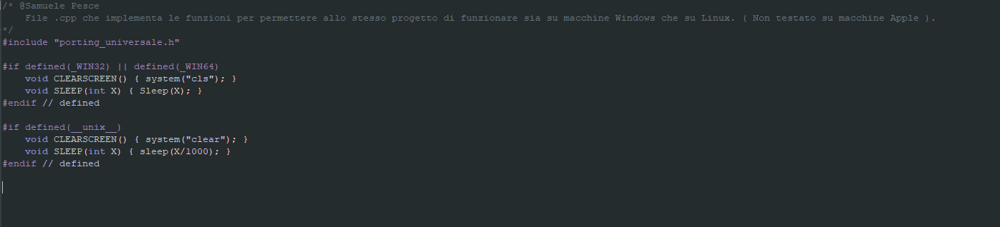 /* @Samuele Pesce
File .cpp che implementa le funzioni per permettere allo stesso progetto di funzionare sia su macchine Windows che su Linux. ( Non testato su macchine Apple ).
*/
#include "porting_universale.h"
#if defined(_WIN32) || defined(_WIN64)
void CLEARSCREEN() { system("cls"); }
void SLEEP(int X) { Sleep(X); }
#endif // defined
#if defined(__unix__)
void CLEARSCREEN() { system("clear"); }
void SLEEP(int X) { sleep(X/1000); }
#endif // defined